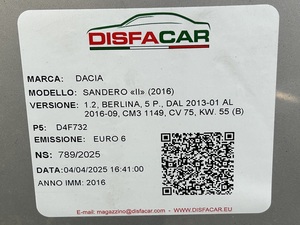 DISFACAR
MARCA: DACIA
MODELLO: SANDERO «II» (2016)
VERSIONE: 1.2, BERLINA, 5 P., DAL 2013-01 AL
2016-09, CM3 1149, CV 75, KW. 55 (B)
P5: D4F732
EMISSIONE: EURO 6
NS: 789/2025
DATA: 04/04/2025 16:41:00
ANNO IMM: 2016
E-mail: magazzino@disfacar.com WWW.DISFACAR.EU